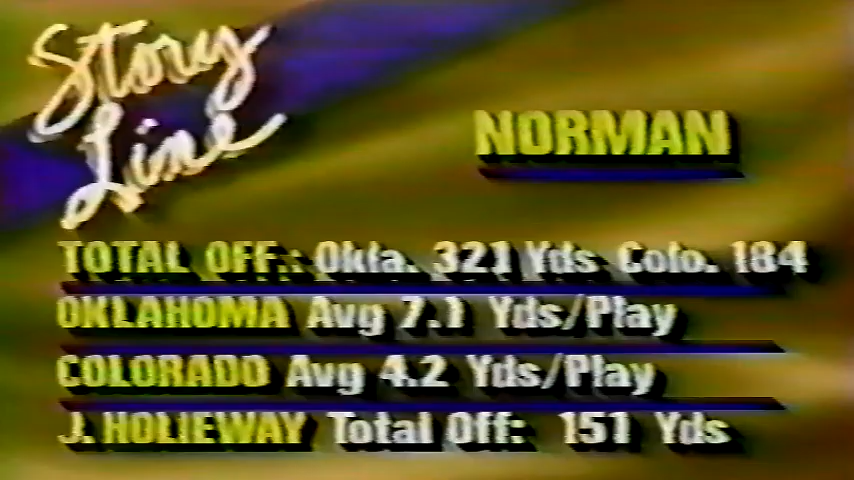 Story
Line
NORMAN
TOTAL OFF.: Okla. 321 Yds Colo. 184
OKLAHOMA Avg 7.1 Yds/Play
COLORADO Avg 4.2 Yds/Play
J. HOLIEWAY Total Off: 151 Yds